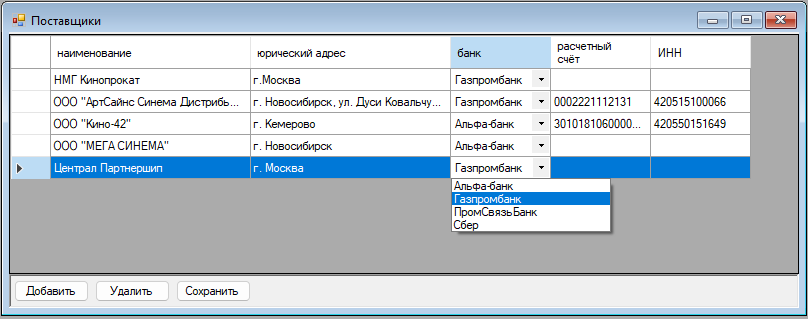 Поставщики
наименование юрический адрес банк расчетный счёт ИНН
НМГ Кинопрокат г.Москва Газпромбанк
ООО "АртСайнс Синема Дистрибь... г. Новосибирск, ул. Дуси Ковальчу... Газпромбанк 0002221112131 420515100066
ООО "Кино-42" г. Кемерово Альфа-банк 3010181060000... 420550151649
ООО "МЕГА СИНЕМА" г. Новосибирск Альфа-банк
Централ Партнершип г. Москва Газпромбанк
Альфа-банк
Газпромбанк
ПромСвязьБанк
Сбер
Добавить Удалить Сохранить